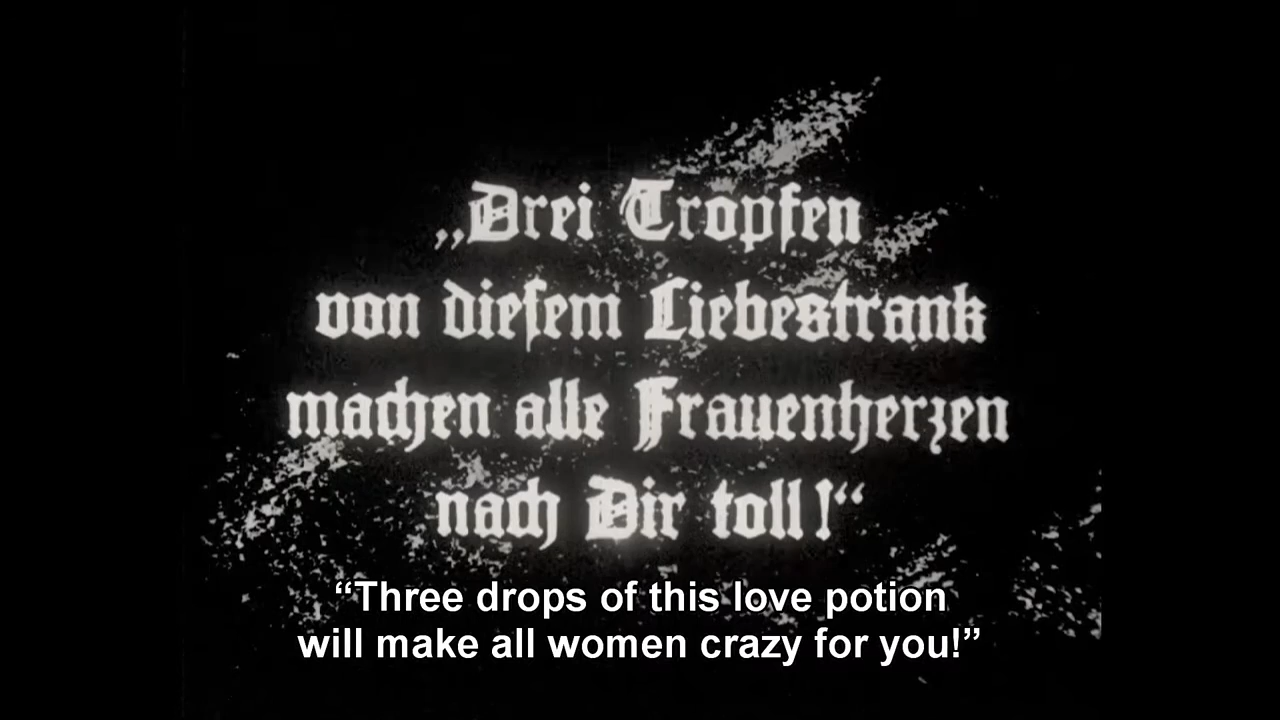 „Drei Tropfen
von diesem Liebestrank
machen alle Frauenherzen
nach Dir toll!“
“Three drops of this love potion
will make all women crazy for you!”